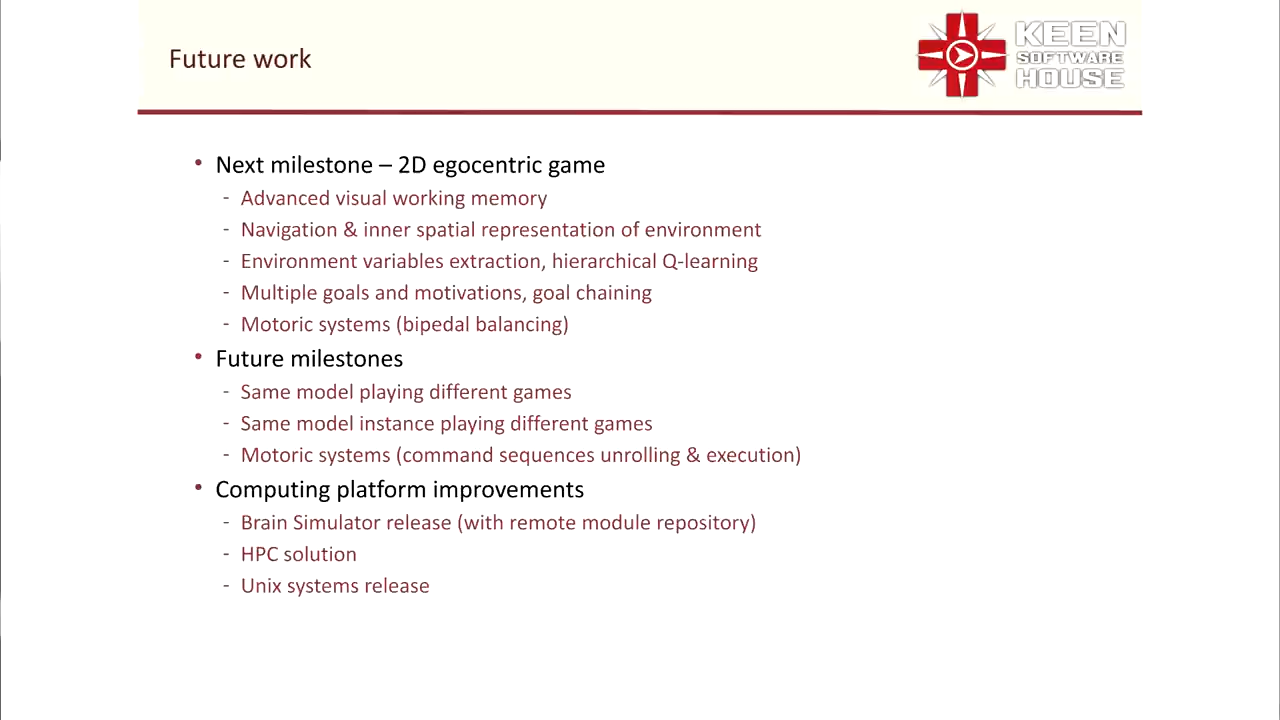 Future work
KEEN
SOFTWARE
HOUSE
• Next milestone – 2D egocentric game
- Advanced visual working memory
- Navigation & inner spatial representation of environment
- Environment variables extraction, hierarchical Q-learning
- Multiple goals and motivations, goal chaining
- Motoric systems (bipedal balancing)
• Future milestones
- Same model playing different games
- Same model instance playing different games
- Motoric systems (command sequences unrolling & execution)
• Computing platform improvements
- Brain Simulator release (with remote module repository)
- HPC solution
- Unix systems release